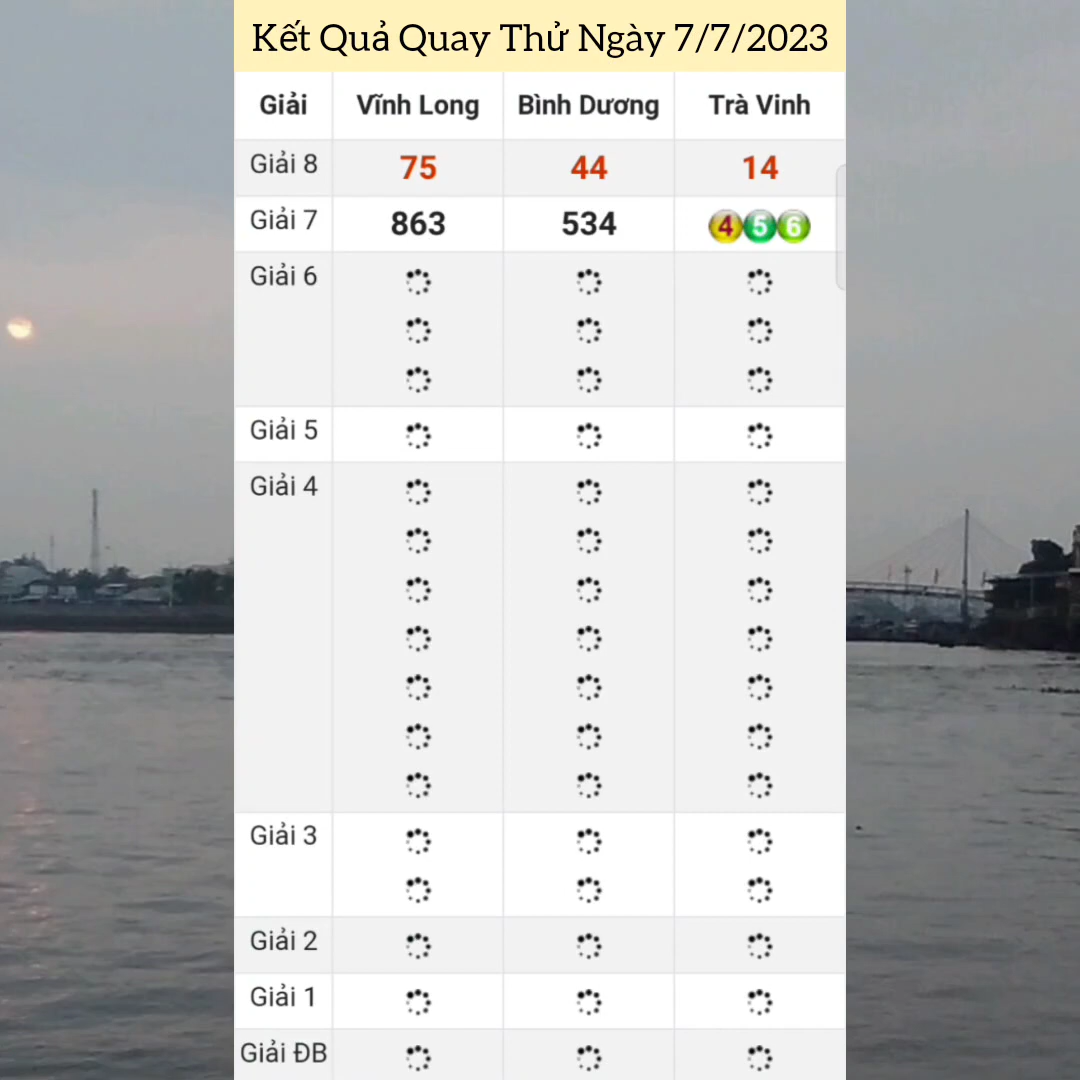 Kết Quả Quay Thử Ngày 7/7/2023
Giải Vĩnh Long Bình Dương Trà Vinh
Giải 8 75 44 14
Giải 7 863 534 456
Giải 6
Giải 5
Giải 4
Giải 3
Giải 2
Giải 1
Giải ĐB